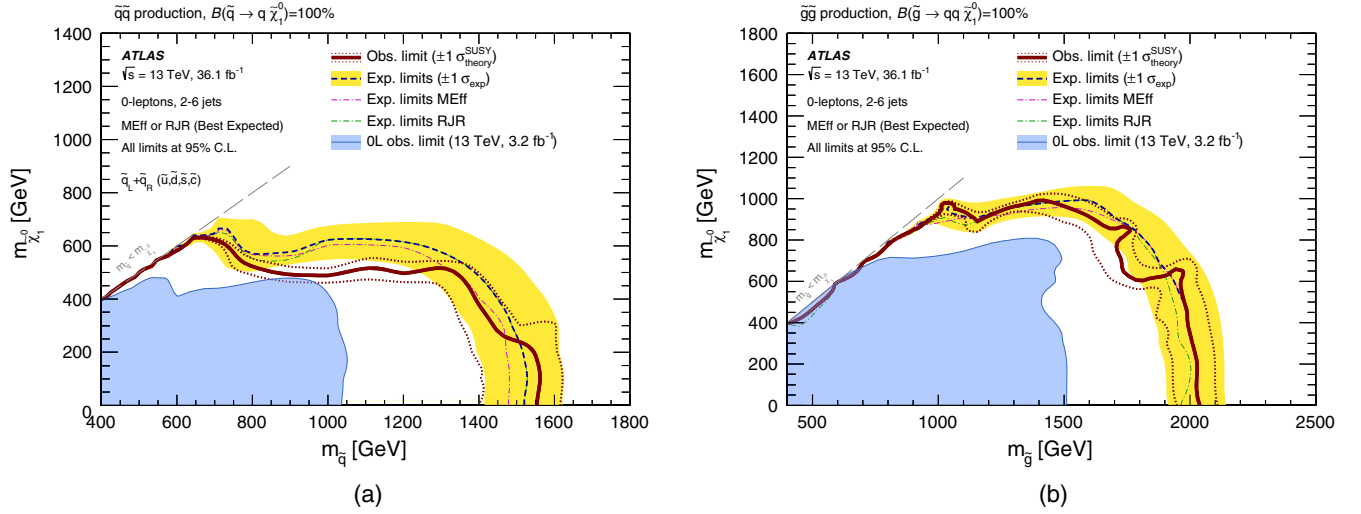 q̃q̃ production, B(q̃ → q χ̃₁⁰)=100%
m_χ̃₁⁰ [GeV]
1400
1200
1000
800
600
400
200
0
ATLAS
√s = 13 TeV, 36.1 fb⁻¹
0-leptons, 2-6 jets
MEff or RJR (Best Expected)
All limits at 95% C.L.
q̃_L+q̃_R (ũ,d̃,s̃,c̃)
Obs. limit (±1 σ_theory^SUSY)
Exp. limits (±1 σ_exp)
Exp. limits MEff
Exp. limits RJR
0L obs. limit (13 TeV, 3.2 fb⁻¹)
m_q̃ < m_χ̃₁⁰
400 600 800 1000 1200 1400 1600 1800
m_q̃ [GeV]
(a)
g̃g̃ production, B(g̃ → qq χ̃₁⁰)=100%
m_χ̃₁⁰ [GeV]
1800
1600
1400
1200
1000
800
600
400
200
0
ATLAS
√s = 13 TeV, 36.1 fb⁻¹
0-leptons, 2-6 jets
MEff or RJR (Best Expected)
All limits at 95% C.L.
Obs. limit (±1 σ_theory^SUSY)
Exp. limits (±1 σ_exp)
Exp. limits MEff
Exp. limits RJR
0L obs. limit (13 TeV, 3.2 fb⁻¹)
m_g̃ < m_χ̃₁⁰
500 1000 1500 2000 2500
m_g̃ [GeV]
(b)